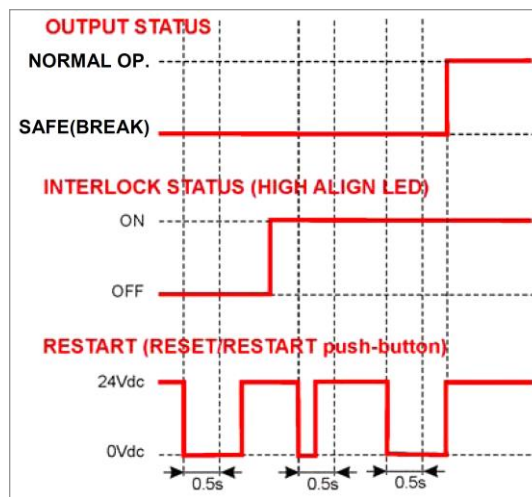 OUTPUT STATUS
NORMAL OP.
SAFE(BREAK)
INTERLOCK STATUS (HIGH ALIGN LED)
ON
OFF
RESTART (RESET/RESTART push-button)
24Vdc
0Vdc
0.5s 0.5s 0.5s